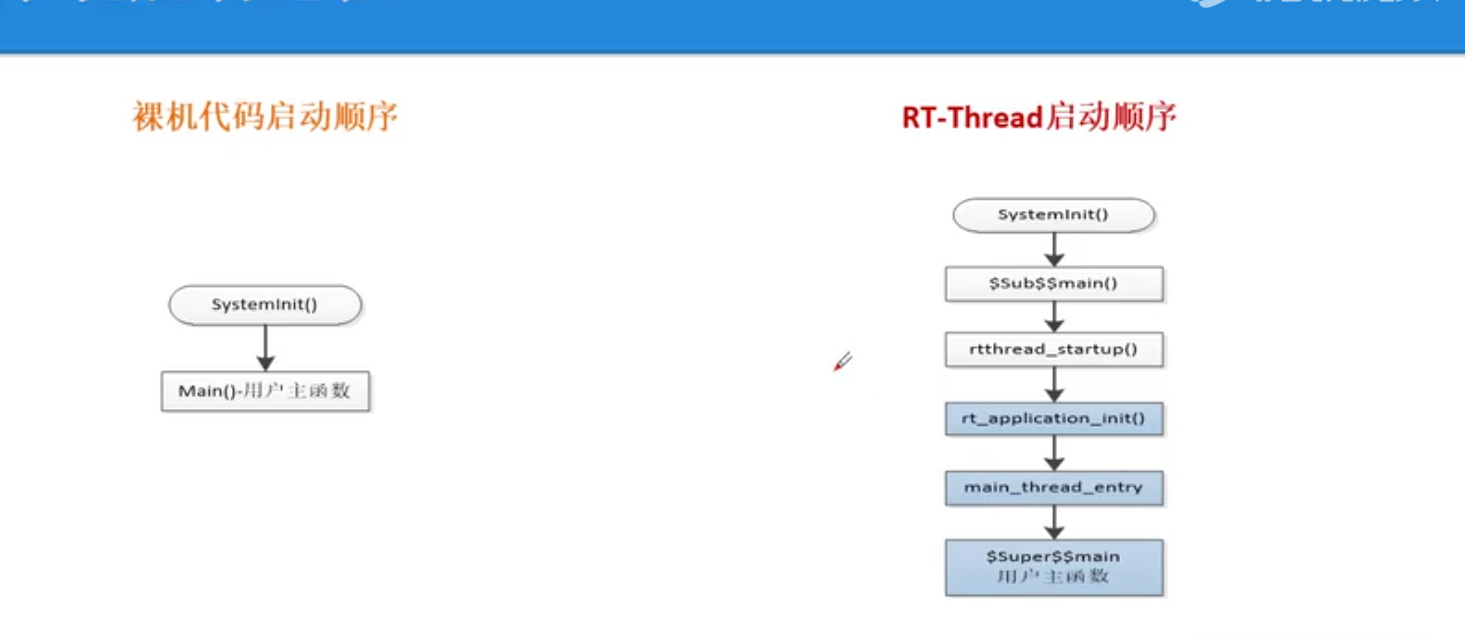 裸机代码启动顺序
SystemInit()
Main()-用户主函数
RT-Thread启动顺序
SystemInit()
$Sub$$main()
rtthread_startup()
rt_application_init()
main_thread_entry
$Super$$main
用户主函数